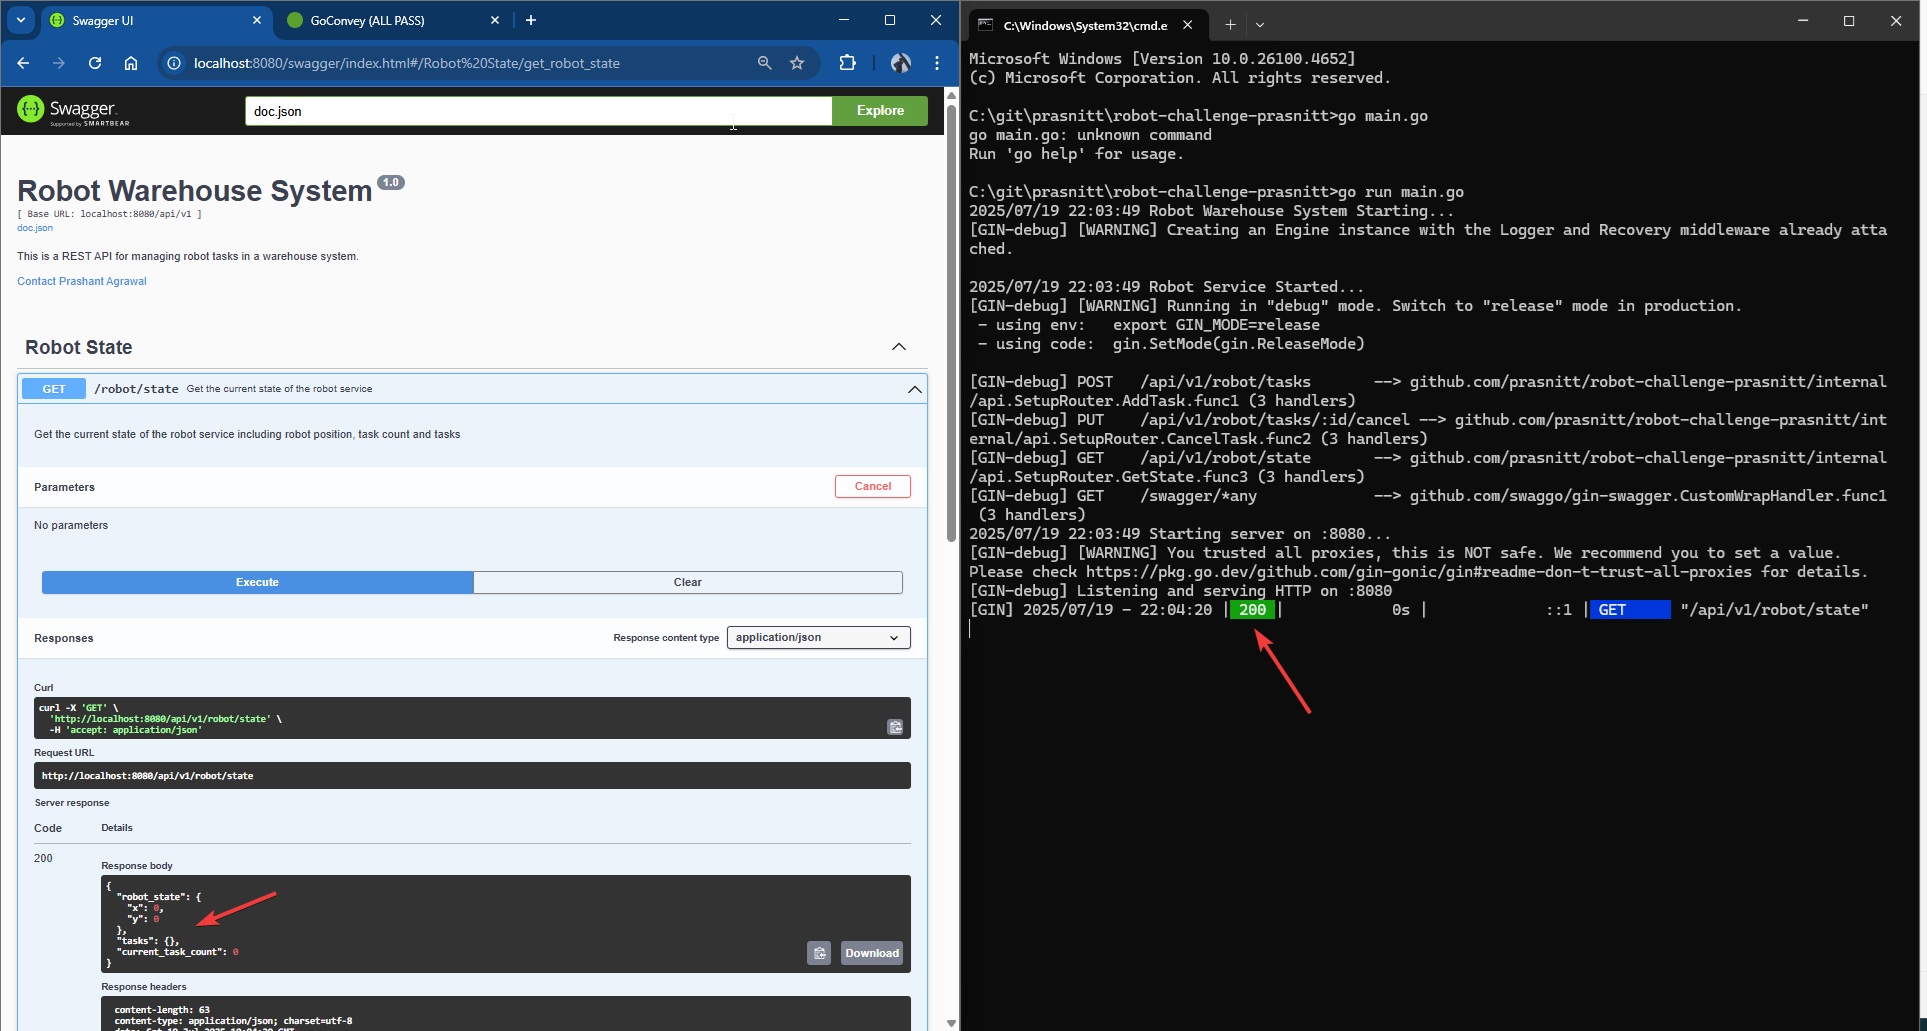 Swagger UI
GoConvey (ALL PASS)
localhost:8080/swagger/index.html#/Robot%20State/get_robot_state
Swagger
Supported by SMARTBEAR
doc.json
Explore
Robot Warehouse System 1.0
[ Base URL: localhost:8080/api/v1 ]
doc.json
This is a REST API for managing robot tasks in a warehouse system.
Contact Prashant Agrawal
Robot State
GET /robot/state Get the current state of the robot service
Get the current state of the robot service including robot position, task count and tasks
Parameters
Cancel
No parameters
Execute
Clear
Responses
Response content type
application/json
Curl
curl -X 'GET' \
'http://localhost:8080/api/v1/robot/state' \
-H 'accept: application/json'
Request URL
http://localhost:8080/api/v1/robot/state
Server response
Code Details
200
Response body
{
"robot_state": {
"x": 0,
"y": 0
},
"tasks": {},
"current_task_count": 0
}
Download
Response headers
content-length: 63
content-type: application/json; charset=utf-8
C:\Windows\System32\cmd.e
Microsoft Windows [Version 10.0.26100.4652]
(c) Microsoft Corporation. All rights reserved.
C:\git\prasnitt\robot-challenge-prasnitt>go main.go
go main.go: unknown command
Run 'go help' for usage.
C:\git\prasnitt\robot-challenge-prasnitt>go run main.go
2025/07/19 22:03:49 Robot Warehouse System Starting...
[GIN-debug] [WARNING] Creating an Engine instance with the Logger and Recovery middleware already atta
ched.
2025/07/19 22:03:49 Robot Service Started...
[GIN-debug] [WARNING] Running in "debug" mode. Switch to "release" mode in production.
- using env:   export GIN_MODE=release
- using code:  gin.SetMode(gin.ReleaseMode)
[GIN-debug] POST   /api/v1/robot/tasks       --> github.com/prasnitt/robot-challenge-prasnitt/internal
/api.SetupRouter.AddTask.func1 (3 handlers)
[GIN-debug] PUT    /api/v1/robot/tasks/:id/cancel --> github.com/prasnitt/robot-challenge-prasnitt/int
ernal/api.SetupRouter.CancelTask.func2 (3 handlers)
[GIN-debug] GET    /api/v1/robot/state       --> github.com/prasnitt/robot-challenge-prasnitt/internal
/api.SetupRouter.GetState.func3 (3 handlers)
[GIN-debug] GET    /swagger/*any             --> github.com/swaggo/gin-swagger.CustomWrapHandler.func1
(3 handlers)
2025/07/19 22:03:49 Starting server on :8080...
[GIN-debug] [WARNING] You trusted all proxies, this is NOT safe. We recommend you to set a value.
Please check https://pkg.go.dev/github.com/gin-gonic/gin#readme-don-t-trust-all-proxies for details.
[GIN-debug] Listening and serving HTTP on :8080
[GIN] 2025/07/19 - 22:04:20 | 200 |            0s |             ::1 | GET      "/api/v1/robot/state"